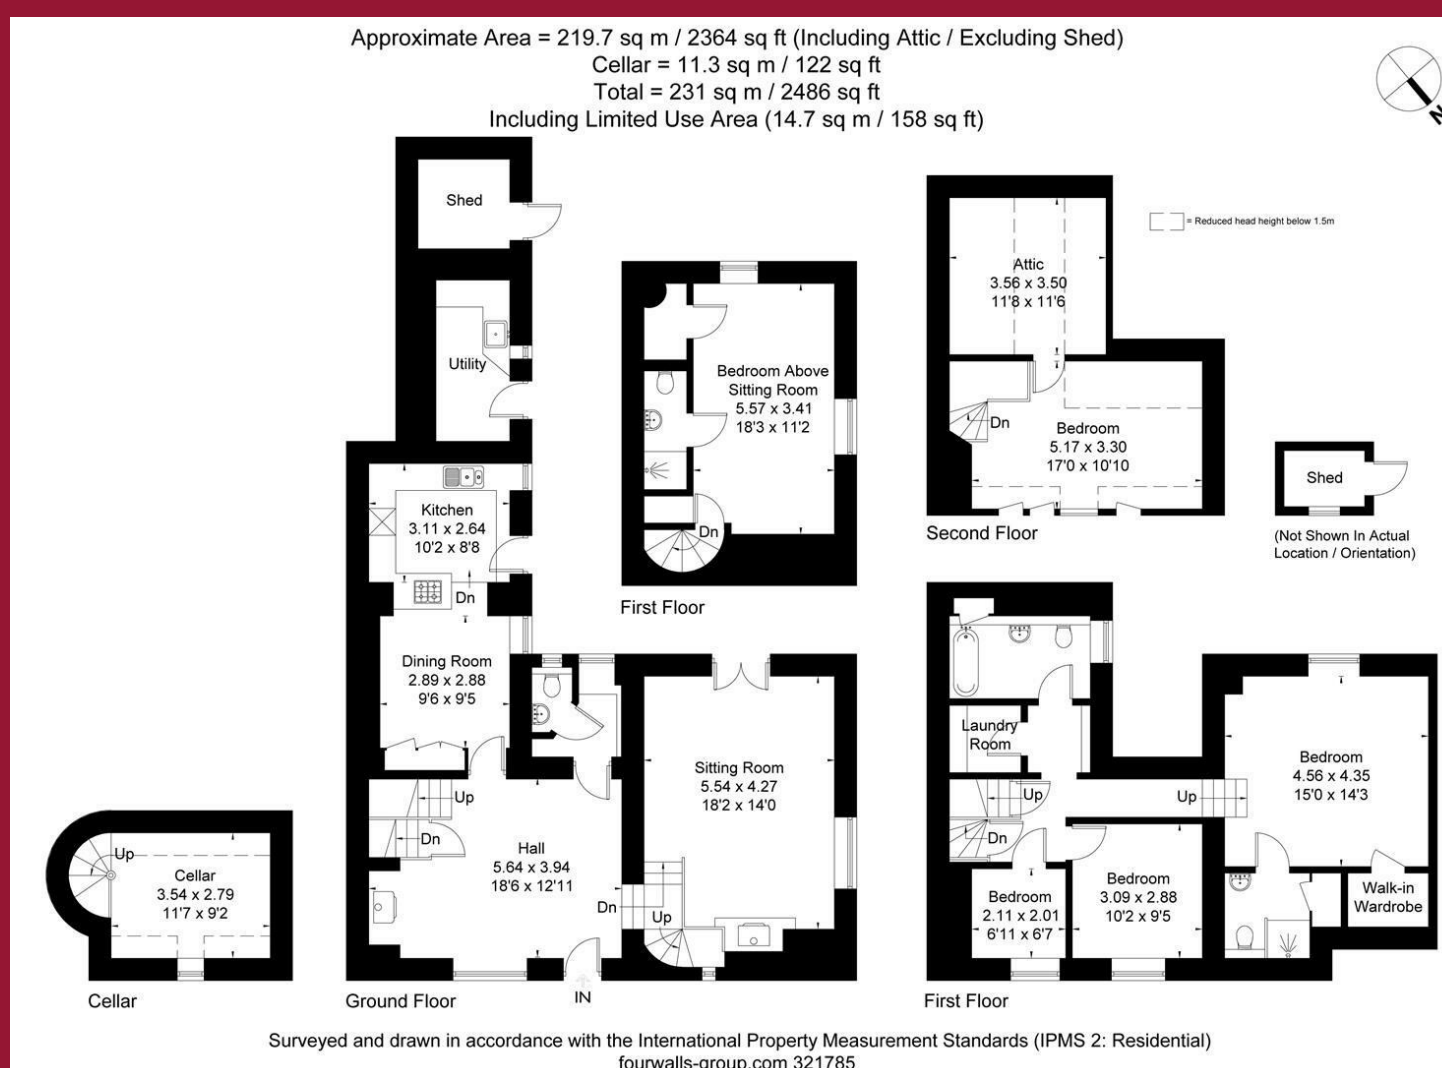 Approximate Area = 219.7 sq m / 2364 sq ft (Including Attic / Excluding Shed)
Cellar = 11.3 sq m / 122 sq ft
Total = 231 sq m / 2486 sq ft
Including Limited Use Area (14.7 sq m / 158 sq ft)
N
Shed
Utility
Kitchen
3.11 x 2.64
10'2 x 8'8
Dn
Dining Room
2.89 x 2.88
9'6 x 9'5
Up
Dn
Hall
5.64 x 3.94
18'6 x 12'11
Dn
Up
Sitting Room
5.54 x 4.27
18'2 x 14'0
IN
Ground Floor
Up
Cellar
3.54 x 2.79
11'7 x 9'2
Cellar
Bedroom Above
Sitting Room
5.57 x 3.41
18'3 x 11'2
Dn
First Floor
= Reduced head height below 1.5m
Attic
3.56 x 3.50
11'8 x 11'6
Dn
Bedroom
5.17 x 3.30
17'0 x 10'10
Second Floor
Shed
(Not Shown In Actual
Location / Orientation)
Laundry
Room
Up
Dn
Up
Bedroom
4.56 x 4.35
15'0 x 14'3
Bedroom
2.11 x 2.01
6'11 x 6'7
Bedroom
3.09 x 2.88
10'2 x 9'5
Walk-in
Wardrobe
First Floor
Surveyed and drawn in accordance with the International Property Measurement Standards (IPMS 2: Residential)
fourwalls-group.com 321785